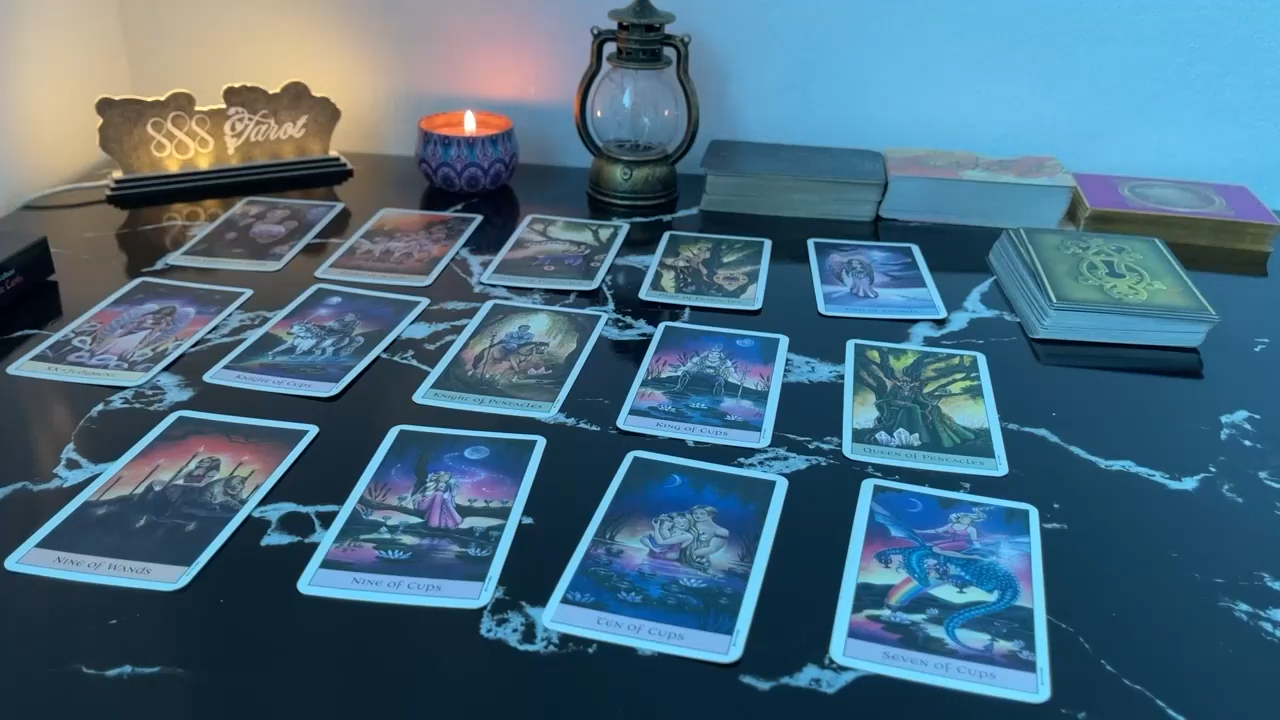 888 Tarot
XX - Judgment
Knight of Cups
Knight of Pentacles
King of Cups
Queen of Pentacles
Nine of Wands
Nine of Cups
Ten of Cups
Seven of Cups